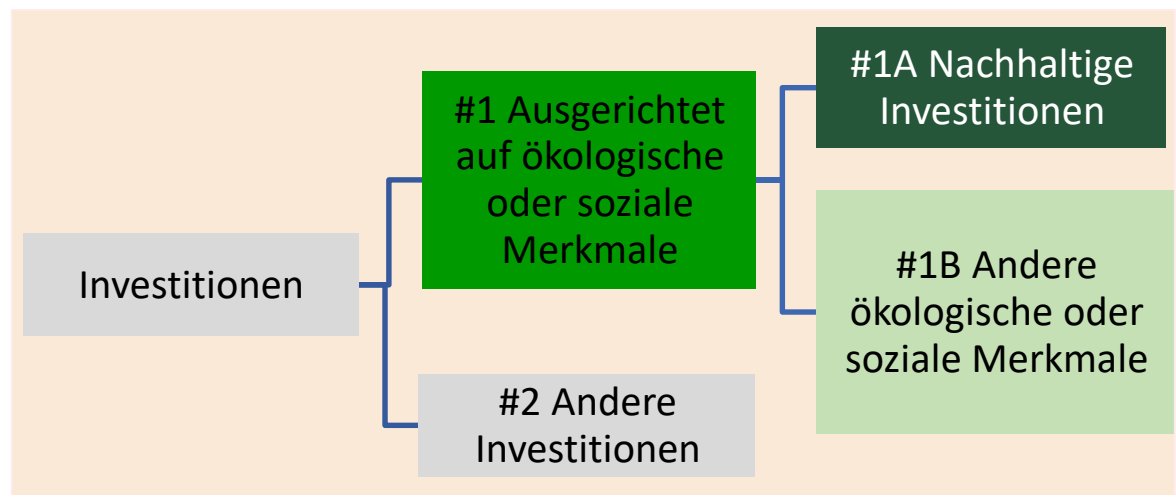 Investitionen
#1 Ausgerichtet
auf ökologische
oder soziale
Merkmale
#2 Andere
Investitionen
#1A Nachhaltige
Investitionen
#1B Andere
ökologische oder
soziale Merkmale